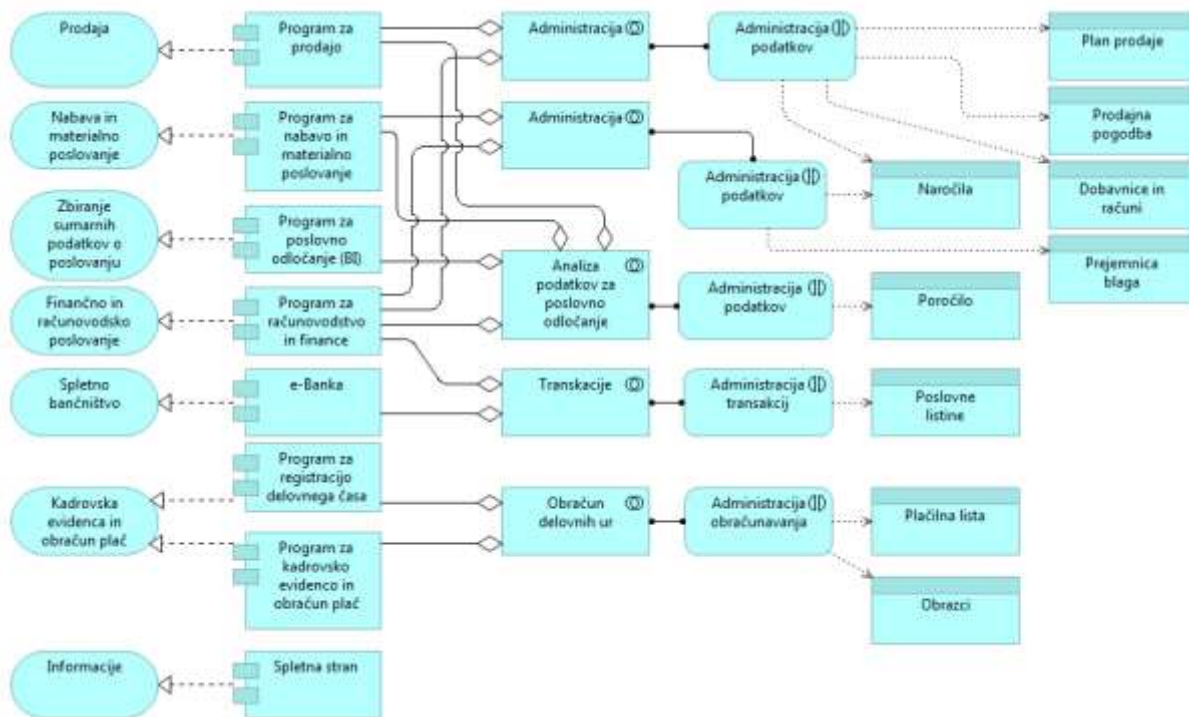 Prodaja
Program za
prodajo
Administracija
Administracija
podatkov
Plan prodaje
Nabava in
materialno
poslovanje
Program za
nabavo in
materialno
poslovanje
Administracija
Prodajna
pogodba
Administracija
podatkov
Naročila
Dobavnice in
računi
Zbiranje
sumarnih
podatkov o
poslovanju
Program za
poslovno
odločanje (BI)
Analiza
podatkov za
poslovno
odločanje
Administracija
podatkov
Poročilo
Prejemnica
blaga
Finančno in
računovodsko
poslovanje
Program za
računovodstvo
in finance
Spletno
bančništvo
e-Banka
Transkacije
Administracija
transakcij
Poslovne
listine
Program za
registracijo
delovnega časa
Kadrovska
evidenca in
obračun plač
Obračun
delovnih ur
Administracija
obračunavanja
Plačilna lista
Program za
kadrovsko
evidenco in
obračun plač
Obrazci
Informacije
Spletna stran